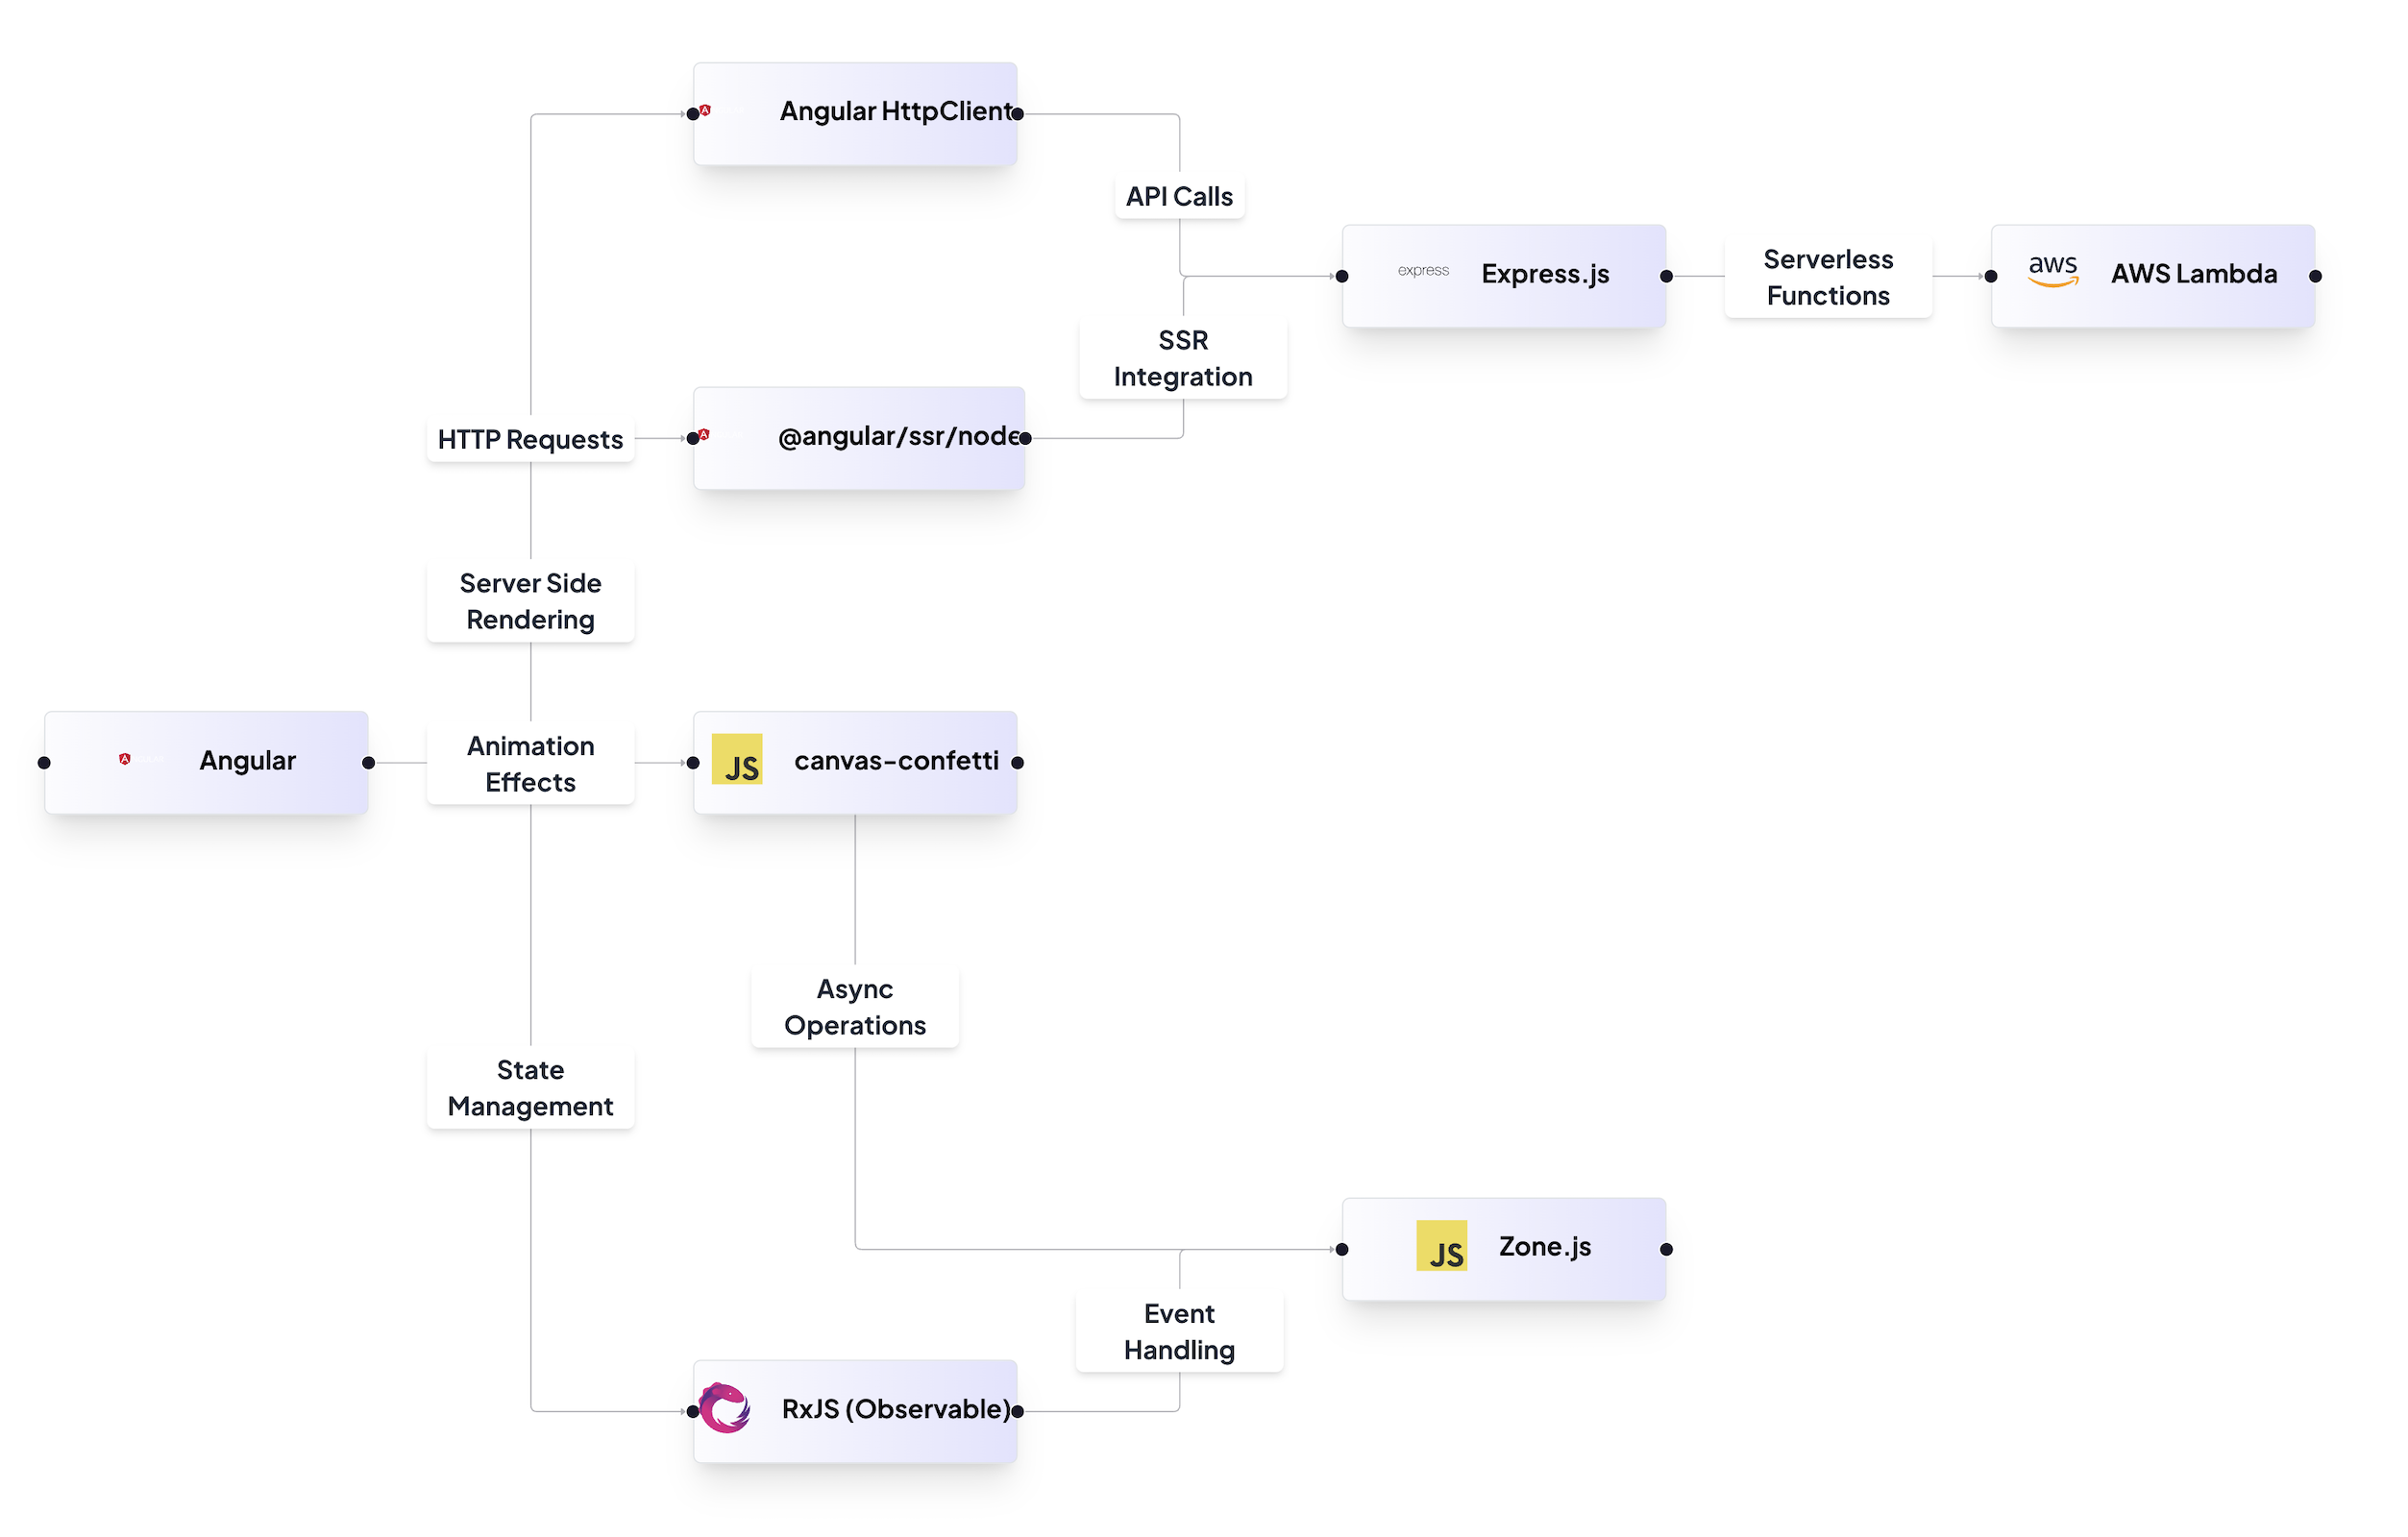 Angular HttpClient
API Calls
express
Express.js
Serverless
Functions
aws
AWS Lambda
SSR
Integration
HTTP Requests
@angular/ssr/node
Server Side
Rendering
Angular
Animation
Effects
JS
canvas-confetti
Async
Operations
State
Management
JS
Zone.js
Event
Handling
RxJS (Observable)